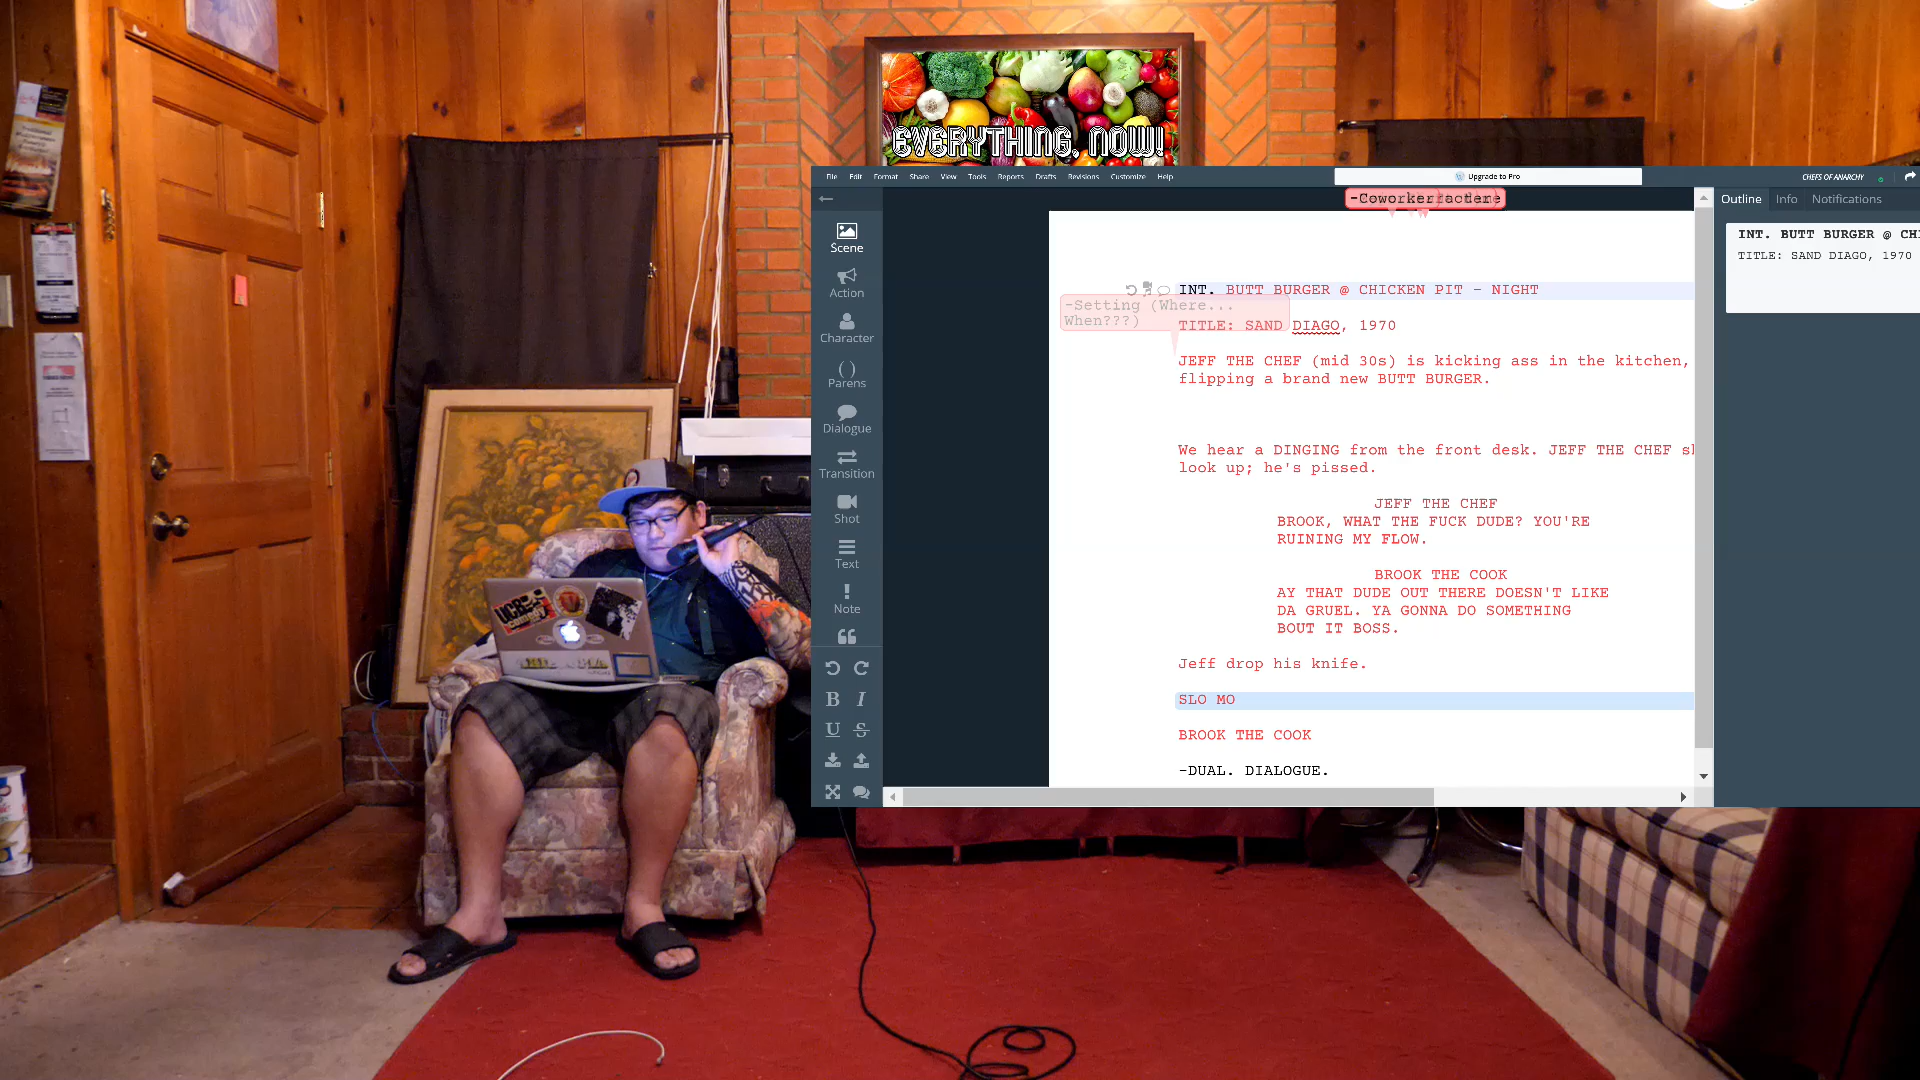 EVERYTHING, NOW!
File Edit Format Share View Tools Reports Drafts Revisions Customize Help
Upgrade to Pro
CHEFS OF ANARCHY
Scene
Action
Character
( )
Parens
Dialogue
Transition
Shot
Text
Note
B I
U S
-Setting (Where...
When???)
INT. BUTT BURGER @ CHICKEN PIT - NIGHT
TITLE: SAND DIAGO, 1970
JEFF THE CHEF (mid 30s) is kicking ass in the kitchen,
flipping a brand new BUTT BURGER.
We hear a DINGING from the front desk. JEFF THE CHEF
look up; he's pissed.
JEFF THE CHEF
BROOK, WHAT THE FUCK DUDE? YOU'RE
RUINING MY FLOW.
BROOK THE COOK
AY THAT DUDE OUT THERE DOESN'T LIKE
DA GRUEL. YA GONNA DO SOMETHING
BOUT IT BOSS.
Jeff drop his knife.
SLO MO
BROOK THE COOK
-DUAL. DIALOGUE.
Outline Info Notifications
INT. BUTT BURGER @
TITLE: SAND DIAGO, 1970
UCB
comedy